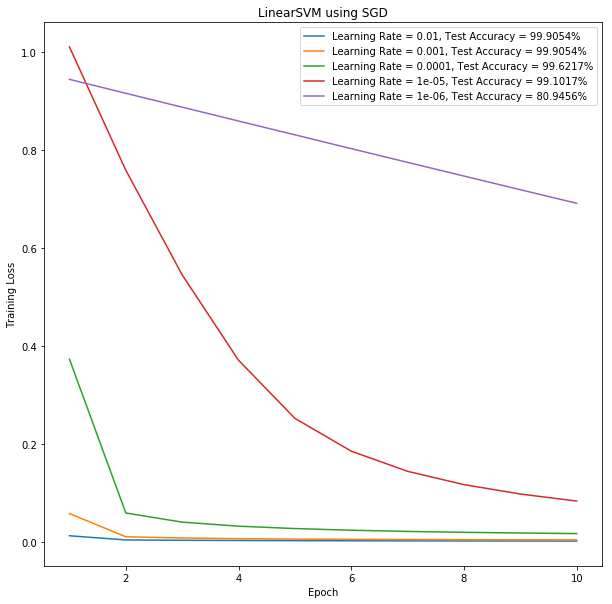 LinearSVM using SGD
Learning Rate = 0.01, Test Accuracy = 99.9054%
Learning Rate = 0.001, Test Accuracy = 99.9054%
Learning Rate = 0.0001, Test Accuracy = 99.6217%
Learning Rate = 1e-05, Test Accuracy = 99.1017%
Learning Rate = 1e-06, Test Accuracy = 80.9456%
1.0
0.8
0.6
0.4
0.2
0.0
Training Loss
2
4
6
8
10
Epoch